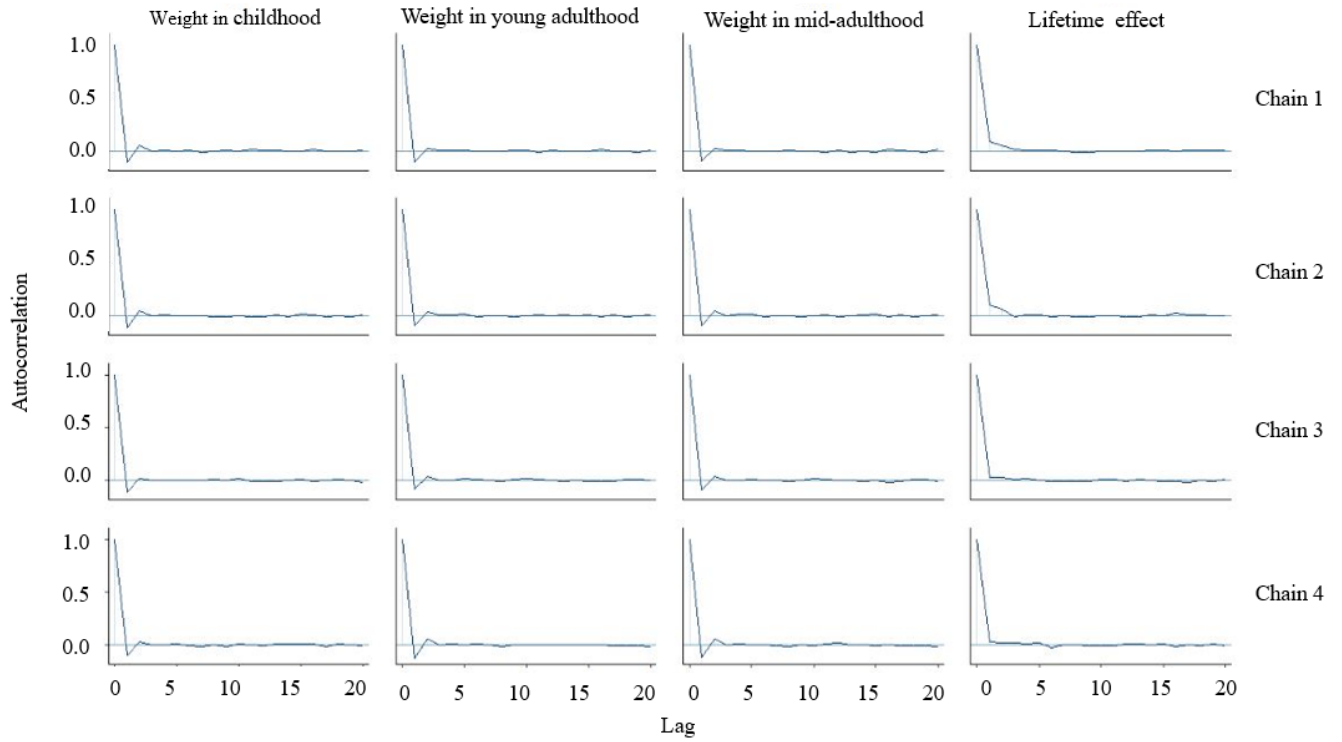 Weight in childhood
Weight in young adulthood
Weight in mid-adulthood
Lifetime effect
1.0
0.5
0.0
Chain 1
1.0
0.5
0.0
Chain 2
Autocorrelation
1.0
0.5
0.0
Chain 3
1.0
0.5
0.0
Chain 4
0 5 10 15 20
0 5 10 15 20
0 5 10 15 20
0 5 10 15 20
Lag